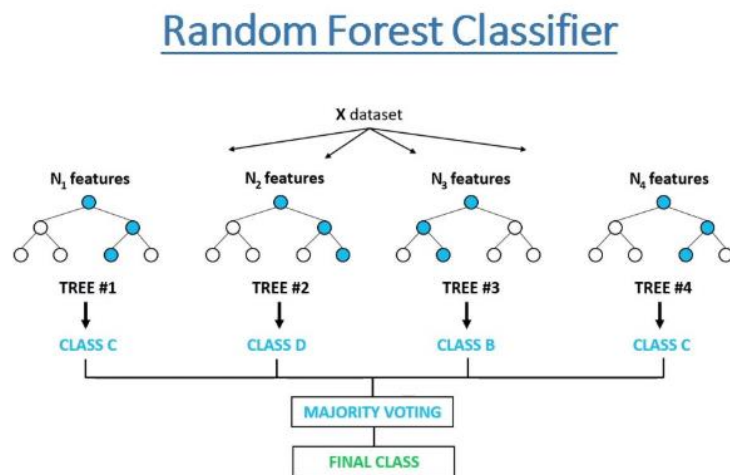 Random Forest Classifier
X dataset
N₁ features N₂ features N₃ features N₄ features
TREE #1 TREE #2 TREE #3 TREE #4
CLASS C CLASS D CLASS B CLASS C
MAJORITY VOTING
FINAL CLASS